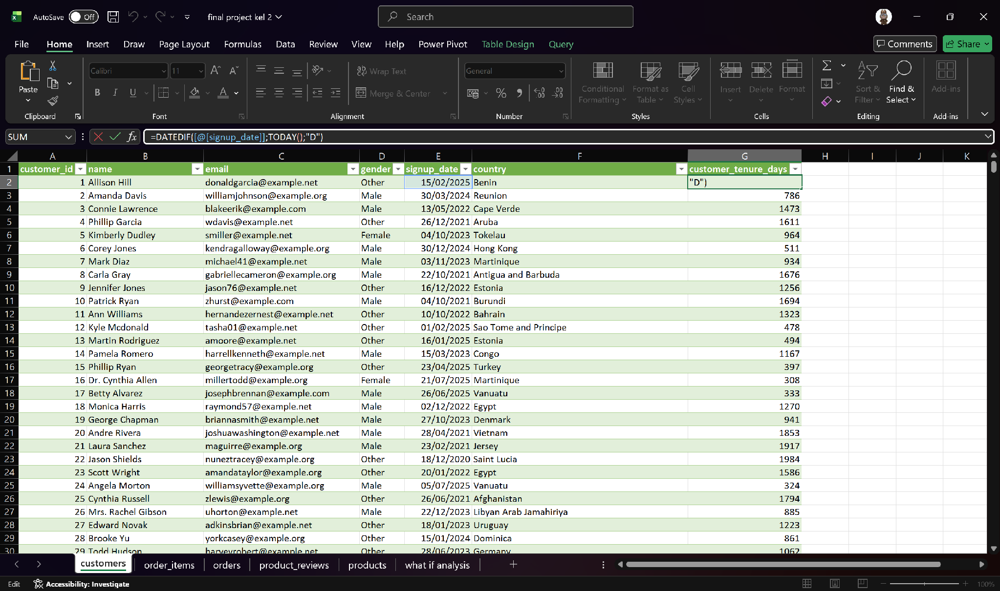 AutoSave Off final project kel 2 Search
File Home Insert Draw Page Layout Formulas Data Review View Help Power Pivot Table Design Query Comments Share
Calibri 11 Wrap Text General
Paste B I U Merge & Center % Conditional Formatting Format as Table Cell Styles Insert Delete Format Sort & Filter Find & Select Add-ins
Clipboard Font Alignment Number Styles Cells Editing Add-ins
SUM fx =DATEDIF([@[signup_date]];TODAY();"D")
A B C D E F G H I J K
1 customer_id name email gender signup_date country customer_tenure_days
2 1 Allison Hill donaldgarcia@example.net Other 15/02/2025 Benin "D")
3 2 Amanda Davis williamjohnson@example.org Male 30/03/2024 Reunion 786
4 3 Connie Lawrence blakeerik@example.com Male 13/05/2022 Cape Verde 1473
5 4 Phillip Garcia wdavis@example.net Other 26/12/2021 Aruba 1611
6 5 Kimberly Dudley smiller@example.net Female 04/10/2023 Tokelau 964
7 6 Corey Jones kendragalloway@example.org Male 30/12/2024 Hong Kong 511
8 7 Mark Diaz michael41@example.net Male 03/11/2023 Martinique 934
9 8 Carla Gray gabriellecameron@example.org Male 22/10/2021 Antigua and Barbuda 1676
10 9 Jennifer Jones jason76@example.net Other 16/12/2022 Estonia 1256
11 10 Patrick Ryan zhurst@example.com Male 04/10/2021 Burundi 1694
12 11 Ann Williams hernandezernest@example.net Other 10/10/2022 Bahrain 1323
13 12 Kyle Mcdonald tasha01@example.net Other 01/02/2025 Sao Tome and Principe 478
14 13 Martin Rodriguez amoore@example.net Other 16/01/2025 Estonia 494
15 14 Pamela Romero harrellkenneth@example.net Male 15/03/2023 Congo 1167
16 15 Phillip Ryan georgetracy@example.org Other 23/04/2025 Turkey 397
17 16 Dr. Cynthia Allen millertodd@example.org Female 21/07/2025 Martinique 308
18 17 Betty Alvarez josephbrennan@example.com Male 26/06/2025 Vanuatu 333
19 18 Monica Harris raymond57@example.net Male 02/12/2022 Egypt 1270
20 19 George Chapman briannasmith@example.net Male 27/10/2023 Denmark 941
21 20 Andre Rivera joshuawashington@example.net Male 28/04/2021 Vietnam 1853
22 21 Laura Sanchez maguirre@example.org Male 23/02/2021 Jersey 1917
23 22 Jason Shields nuneztracey@example.org Other 18/12/2020 Saint Lucia 1984
24 23 Scott Wright amandataylor@example.org Other 20/01/2022 Egypt 1586
25 24 Angela Morton williamsyvette@example.org Male 05/07/2025 Vanuatu 324
26 25 Cynthia Russell zlewis@example.org Other 26/06/2021 Afghanistan 1794
27 26 Mrs. Rachel Gibson uhorton@example.net Male 22/12/2023 Libyan Arab Jamahiriya 885
28 27 Edward Novak adkinsbrian@example.net Other 18/01/2023 Uruguay 1223
29 28 Brooke Yu yorkcasey@example.org Other 15/01/2024 Dominica 861
30 29 Todd Hudson harveyrobert@example.net Other 28/06/2023 Germany 1062
customers order_items orders product_reviews products what if analysis
Edit Accessibility: Investigate 100%